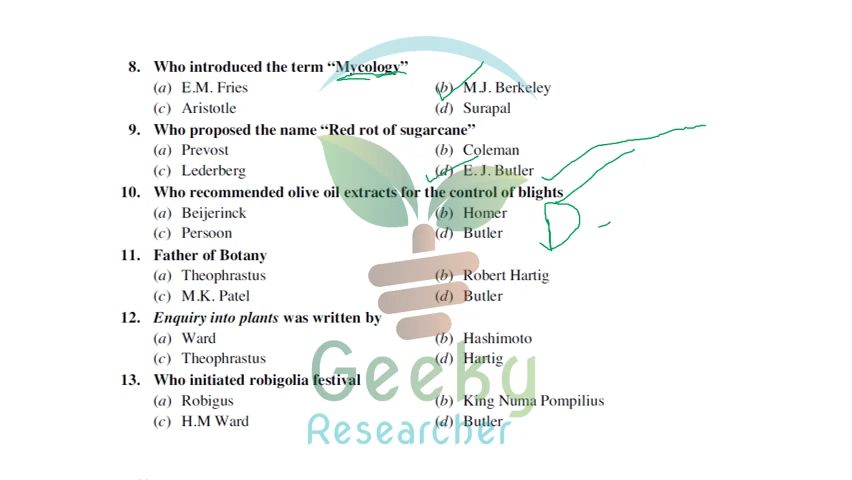 8. Who introduced the term “Mycology”
(a) E.M. Fries (b) M.J. Berkeley
(c) Aristotle (d) Surapal
9. Who proposed the name “Red rot of sugarcane”
(a) Prevost (b) Coleman
(c) Lederberg (d) E. J. Butler
10. Who recommended olive oil extracts for the control of blights
(a) Beijerinck (b) Homer
(c) Persoon (d) Butler
D -
11. Father of Botany
(a) Theophrastus (b) Robert Hartig
(c) M.K. Patel (d) Butler
12. Enquiry into plants was written by
(a) Ward (b) Hashimoto
(c) Theophrastus (d) Hartig
13. Who initiated robigolia festival
(a) Robigus (b) King Numa Pompilius
(c) H.M Ward (d) Butler
Geeky
Researcher